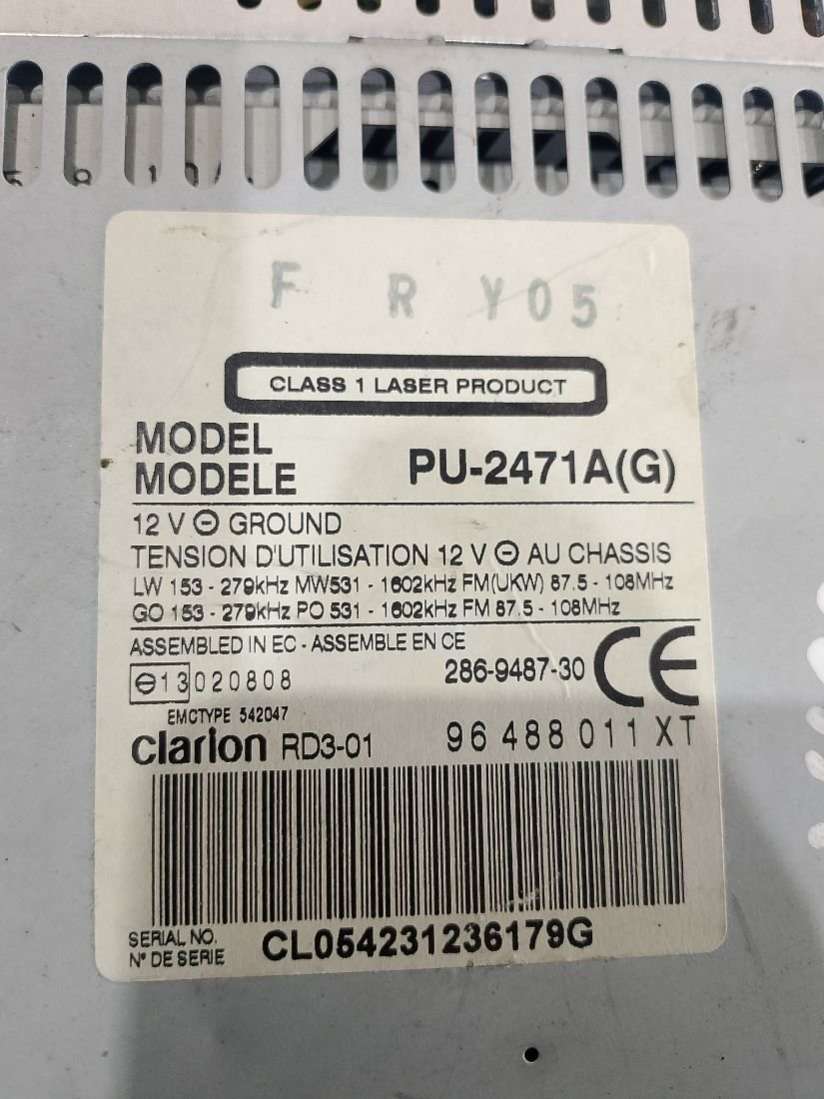 F R Y05
CLASS 1 LASER PRODUCT
MODEL
MODELE PU-2471A(G)
12 V ⊖ GROUND
TENSION D'UTILISATION 12 V ⊖ AU CHASSIS
LW 153 - 279kHz MW531 - 1602kHz FM(UKW) 87.5 - 108MHz
GO 153 - 279kHz PO 531 - 1602kHz FM 87.5 - 108MHz
ASSEMBLED IN EC - ASSEMBLE EN CE
⊖13020808 286-9487-30 CE
EMCTYPE 542047
clarion RD3-01 96 488 011 XT
SERIAL NO.
N° DE SERIE CL054231236179G